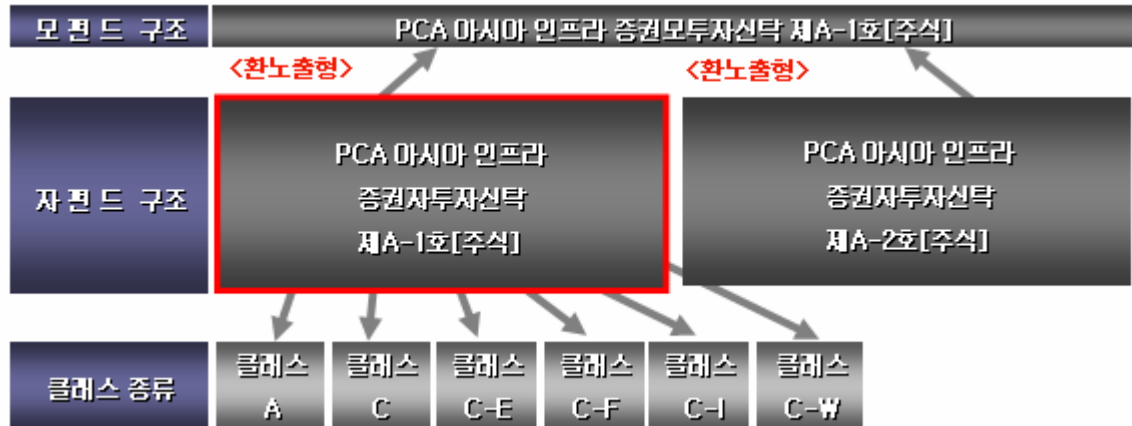 모펀드 구조
PCA 아시아 인프라 증권모투자신탁 제A-1호[주식]
<환노출형>
<환노출형>
자펀드 구조
PCA 아시아 인프라
증권자투자신탁
제A-1호[주식]
PCA 아시아 인프라
증권자투자신탁
제A-2호[주식]
클래스 종류
클래스
A
클래스
C
클래스
C-E
클래스
C-F
클래스
C-I
클래스
C-W